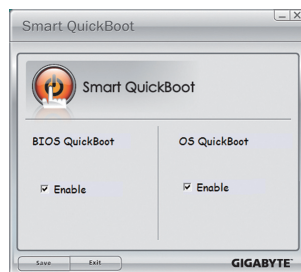 Smart QuickBoot
Smart QuickBoot
BIOS QuickBoot
OS QuickBoot
Enable
Enable
Save Exit
GIGABYTE